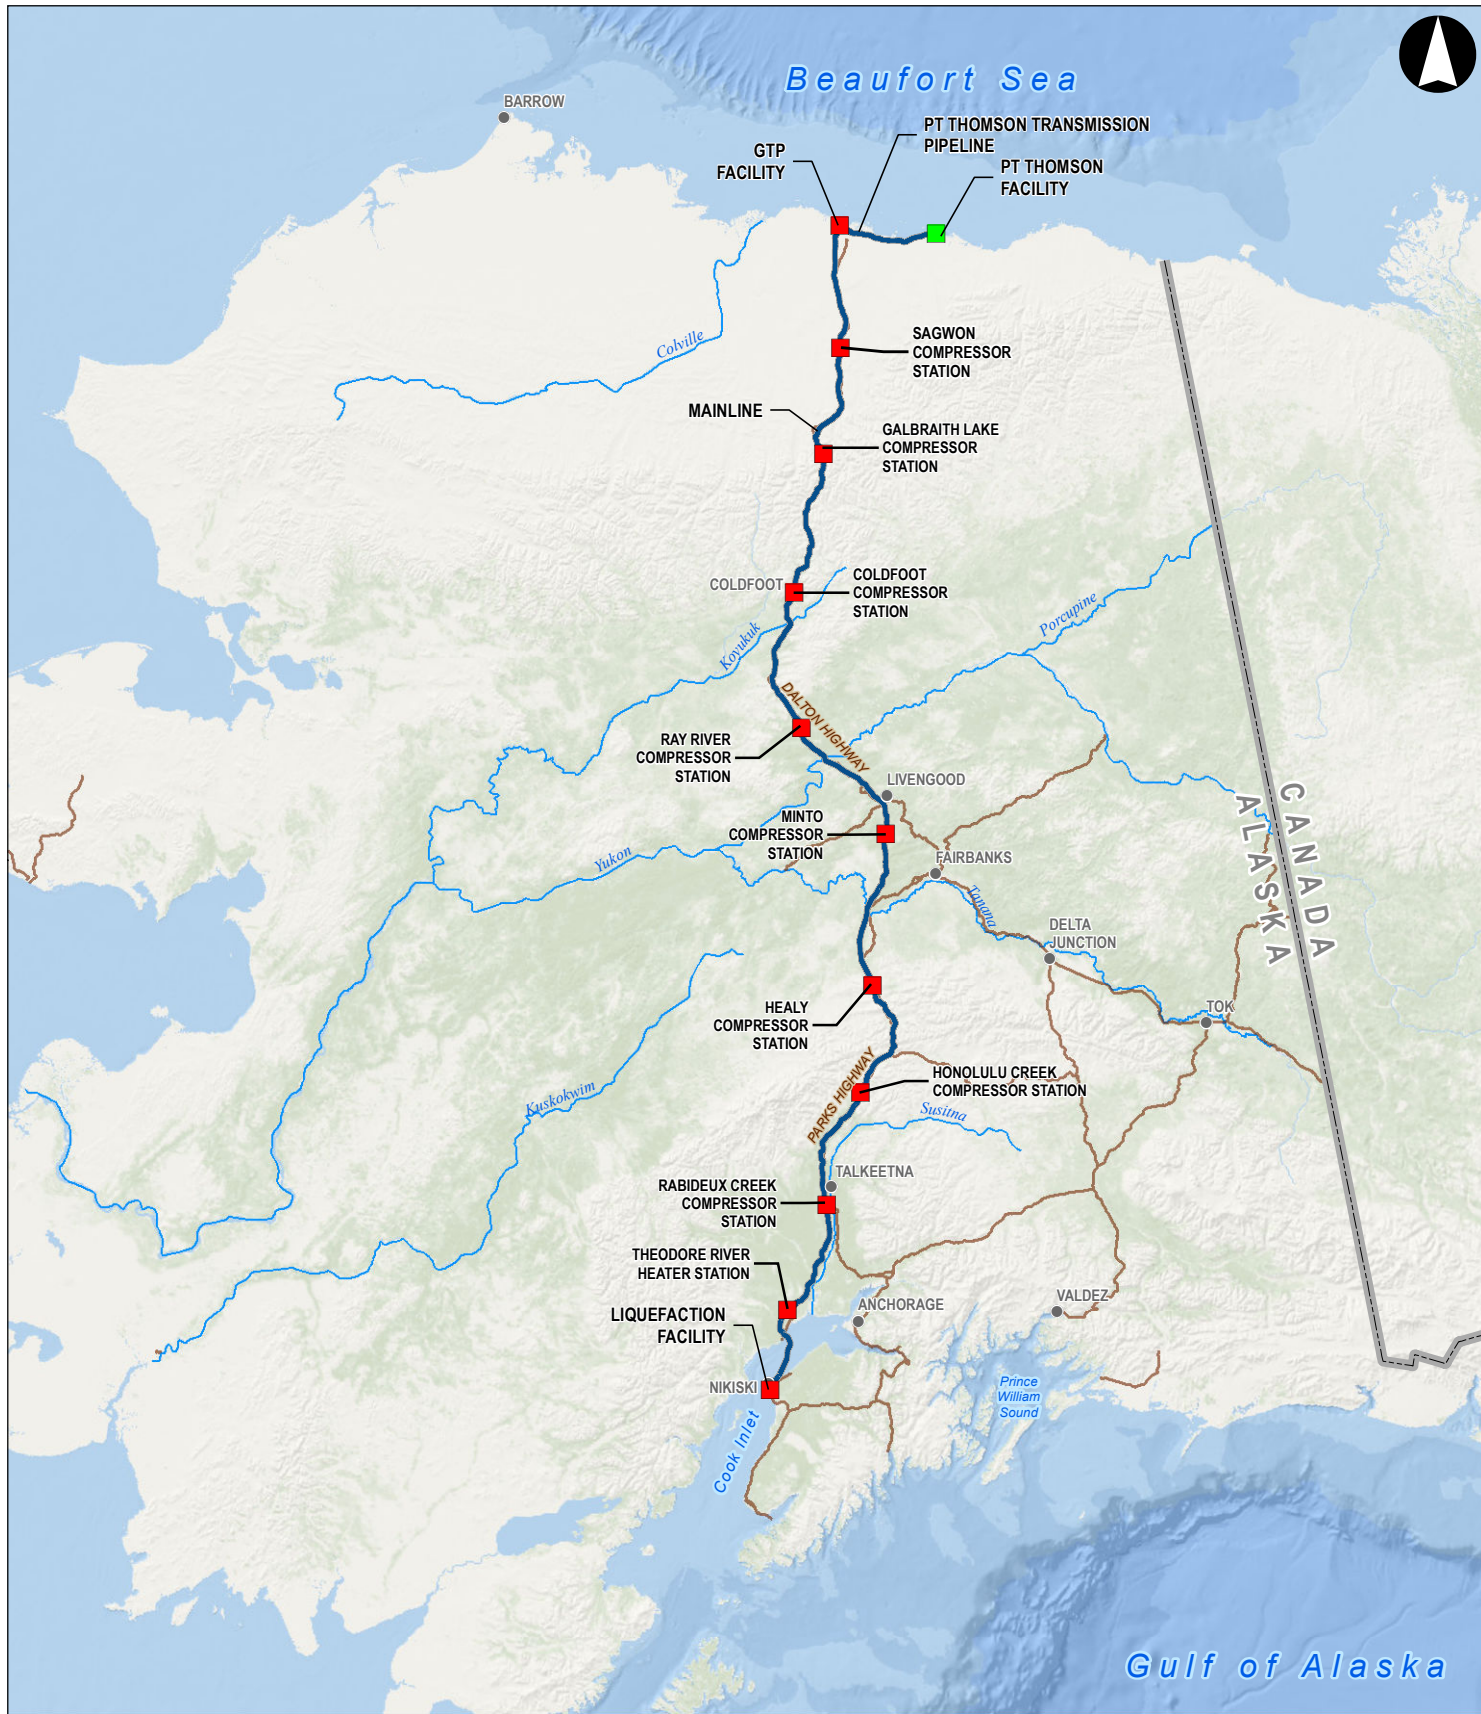 Beaufort Sea
BARROW
PT THOMSON TRANSMISSION
PIPELINE
GTP
FACILITY
PT THOMSON
FACILITY
Colville
SAGWON
COMPRESSOR
STATION
MAINLINE
GALBRAITH LAKE
COMPRESSOR
STATION
COLDFOOT
COLDFOOT
COMPRESSOR
STATION
Porcupine
Koyukuk
DALTON HIGHWAY
RAY RIVER
COMPRESSOR
STATION
LIVENGOOD
CANADA
ALASKA
MINTO
COMPRESSOR
STATION
Yukon
FAIRBANKS
Tanana
DELTA
JUNCTION
HEALY
COMPRESSOR
STATION
TOK
PARKS HIGHWAY
HONOLULU CREEK
COMPRESSOR STATION
Kuskokwim
Susitna
TALKEETNA
RABIDEUX CREEK
COMPRESSOR
STATION
THEODORE RIVER
HEATER STATION
ANCHORAGE
VALDEZ
LIQUEFACTION
FACILITY
NIKISKI
Prince
William
Sound
Cook Inlet
Gulf of Alaska